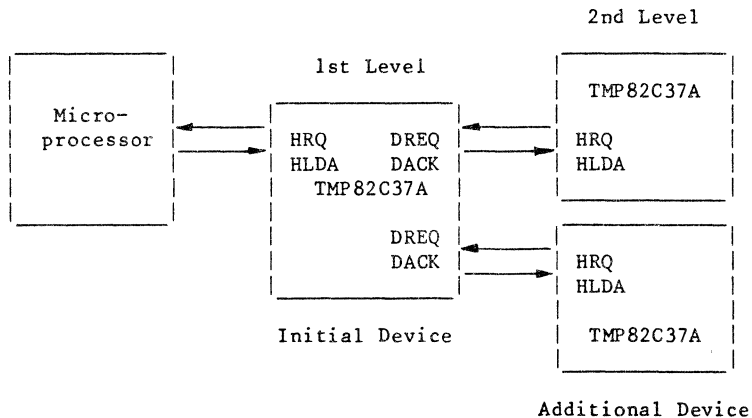 2nd Level
1st Level
Micro-
processor
HRQ DREQ
HLDA DACK
TMP82C37A
DREQ
DACK
Initial Device
TMP82C37A
HRQ
HLDA
HRQ
HLDA
TMP82C37A
Additional Device